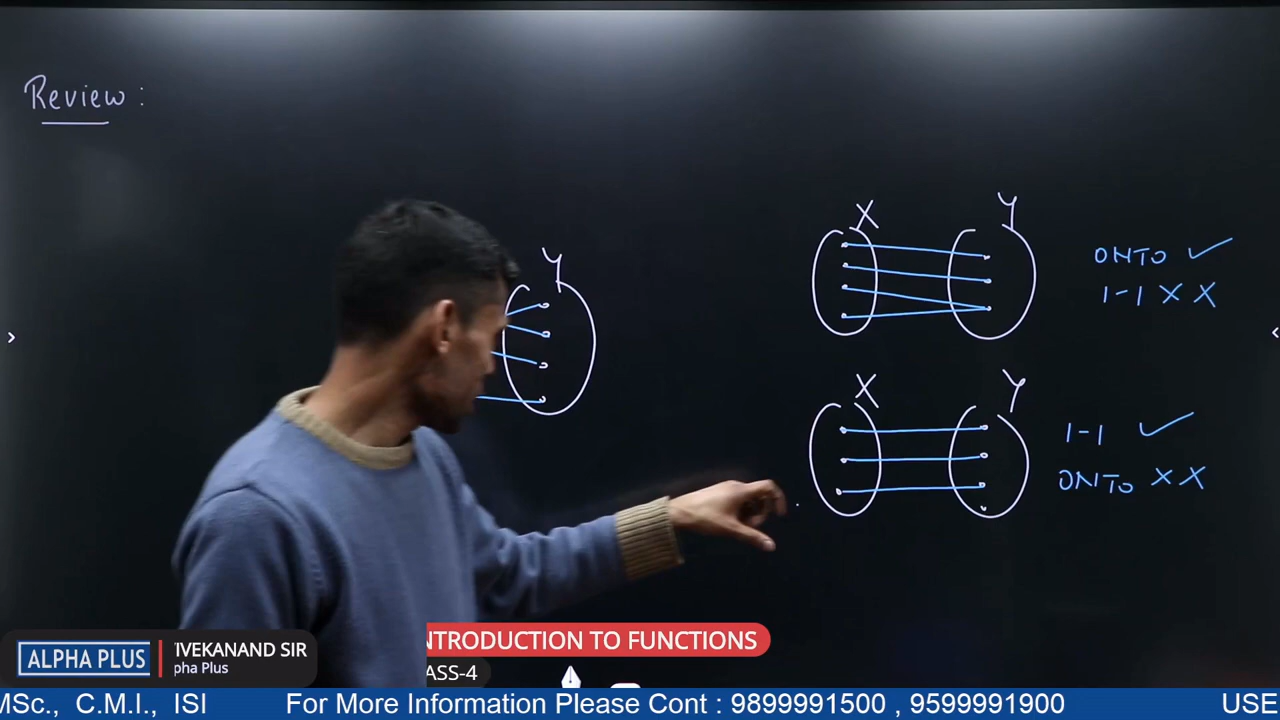 Review :
Y
X Y
ONTO ✓
1-1 X X
X Y
1-1 ✓
ONTO X X
NTRODUCTION TO FUNCTIONS
ALPHA PLUS
IVEKANAND SIR
pha Plus
ASS-4
MSc., C.M.I., ISI For More Information Please Cont : 9899991500 , 9599991900 USE